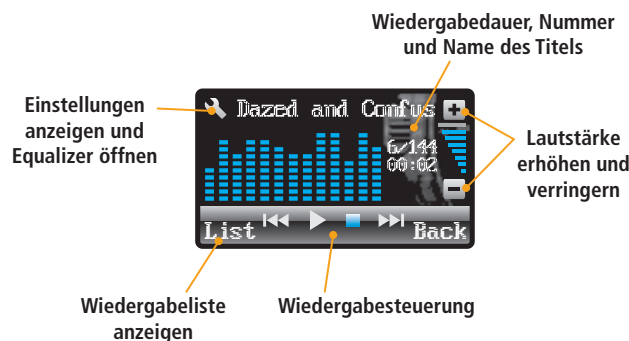 Wiedergabedauer, Nummer
und Name des Titels
Einstellungen
anzeigen und
Equalizer öffnen
Dazed and Confus
6/144
00:02
Lautstärke
erhöhen und
verringern
List
Back
Wiedergabeliste
anzeigen
Wiedergabesteuerung